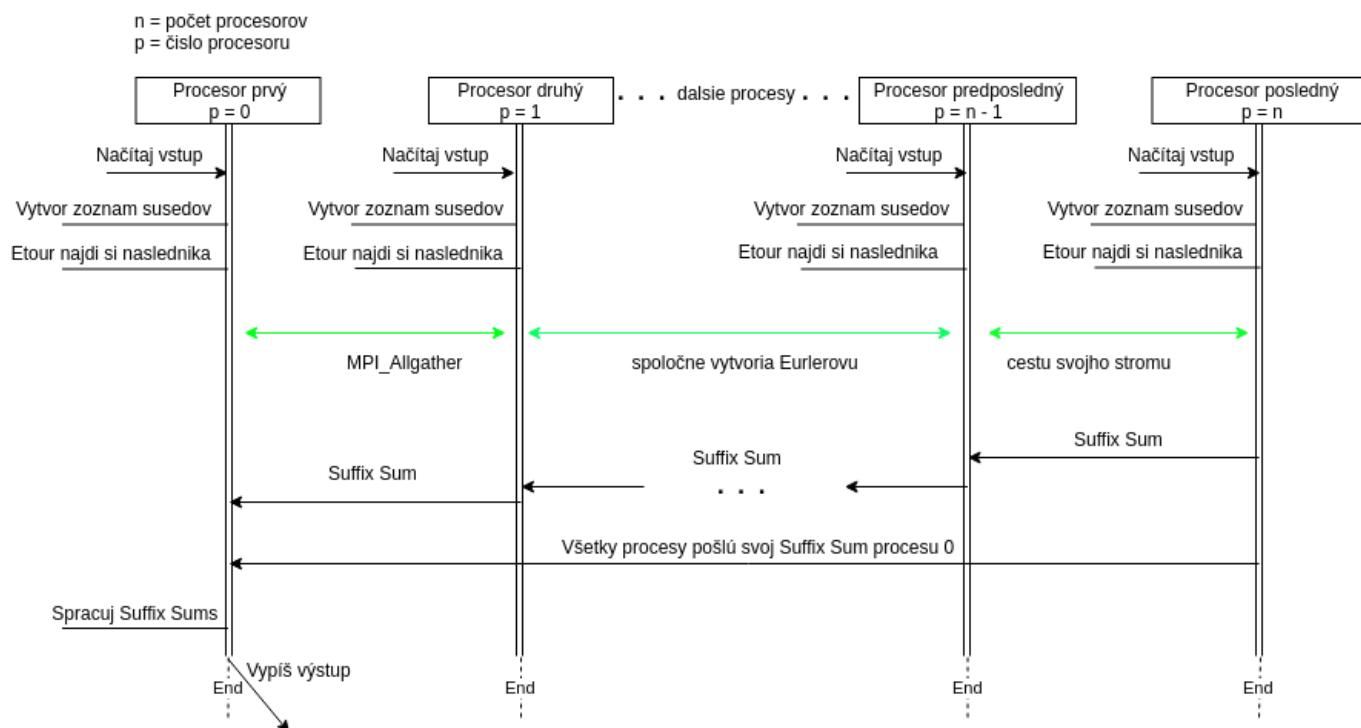 n = počet procesorov
p = čislo procesoru
Procesor prvý
p = 0
Procesor druhý
p = 1
. . . dalsie procesy . . .
Procesor predposledný
p = n - 1
Procesor posledný
p = n
Načítaj vstup
Načítaj vstup
Načítaj vstup
Načítaj vstup
Vytvor zoznam susedov
Vytvor zoznam susedov
Vytvor zoznam susedov
Vytvor zoznam susedov
Etour najdi si naslednika
Etour najdi si naslednika
Etour najdi si naslednika
Etour najdi si naslednika
MPI_Allgather
spoločne vytvoria Eurlerovu
cestu svojho stromu
Suffix Sum
Suffix Sum
. . .
Suffix Sum
Všetky procesy pošlú svoj Suffix Sum procesu 0
Spracuj Suffix Sums
Vypíš výstup
End
End
End
End